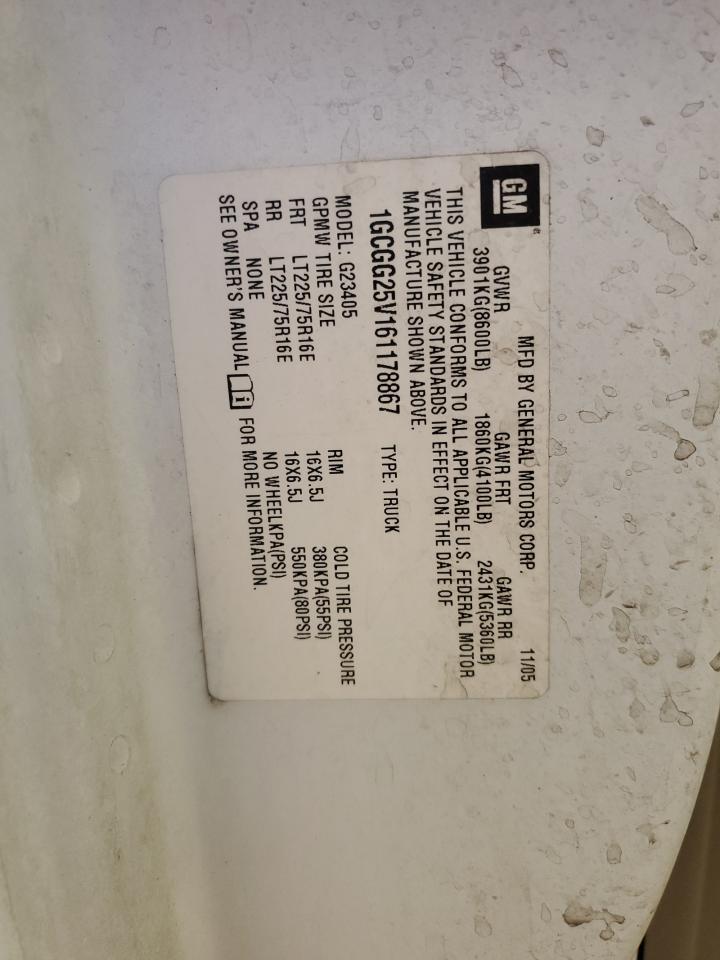 GM®
MFD BY GENERAL MOTORS CORP. 11/05
GVWR GAWR FRT GAWR RR
3901KG(8600LB) 1860KG(4100LB) 2431KG(5360LB)
THIS VEHICLE CONFORMS TO ALL APPLICABLE U.S. FEDERAL MOTOR
VEHICLE SAFETY STANDARDS IN EFFECT ON THE DATE OF
MANUFACTURE SHOWN ABOVE.
1GCGG25V161178867 TYPE: TRUCK
MODEL: G23405
GPMW TIRE SIZE RIM COLD TIRE PRESSURE
FRT LT225/75R16E 16X6.5J 380KPA(55PSI)
RR LT225/75R16E 16X6.5J 550KPA(80PSI)
SPA NONE NO WHEELKPA(PSI)
SEE OWNER'S MANUAL i FOR MORE INFORMATION.